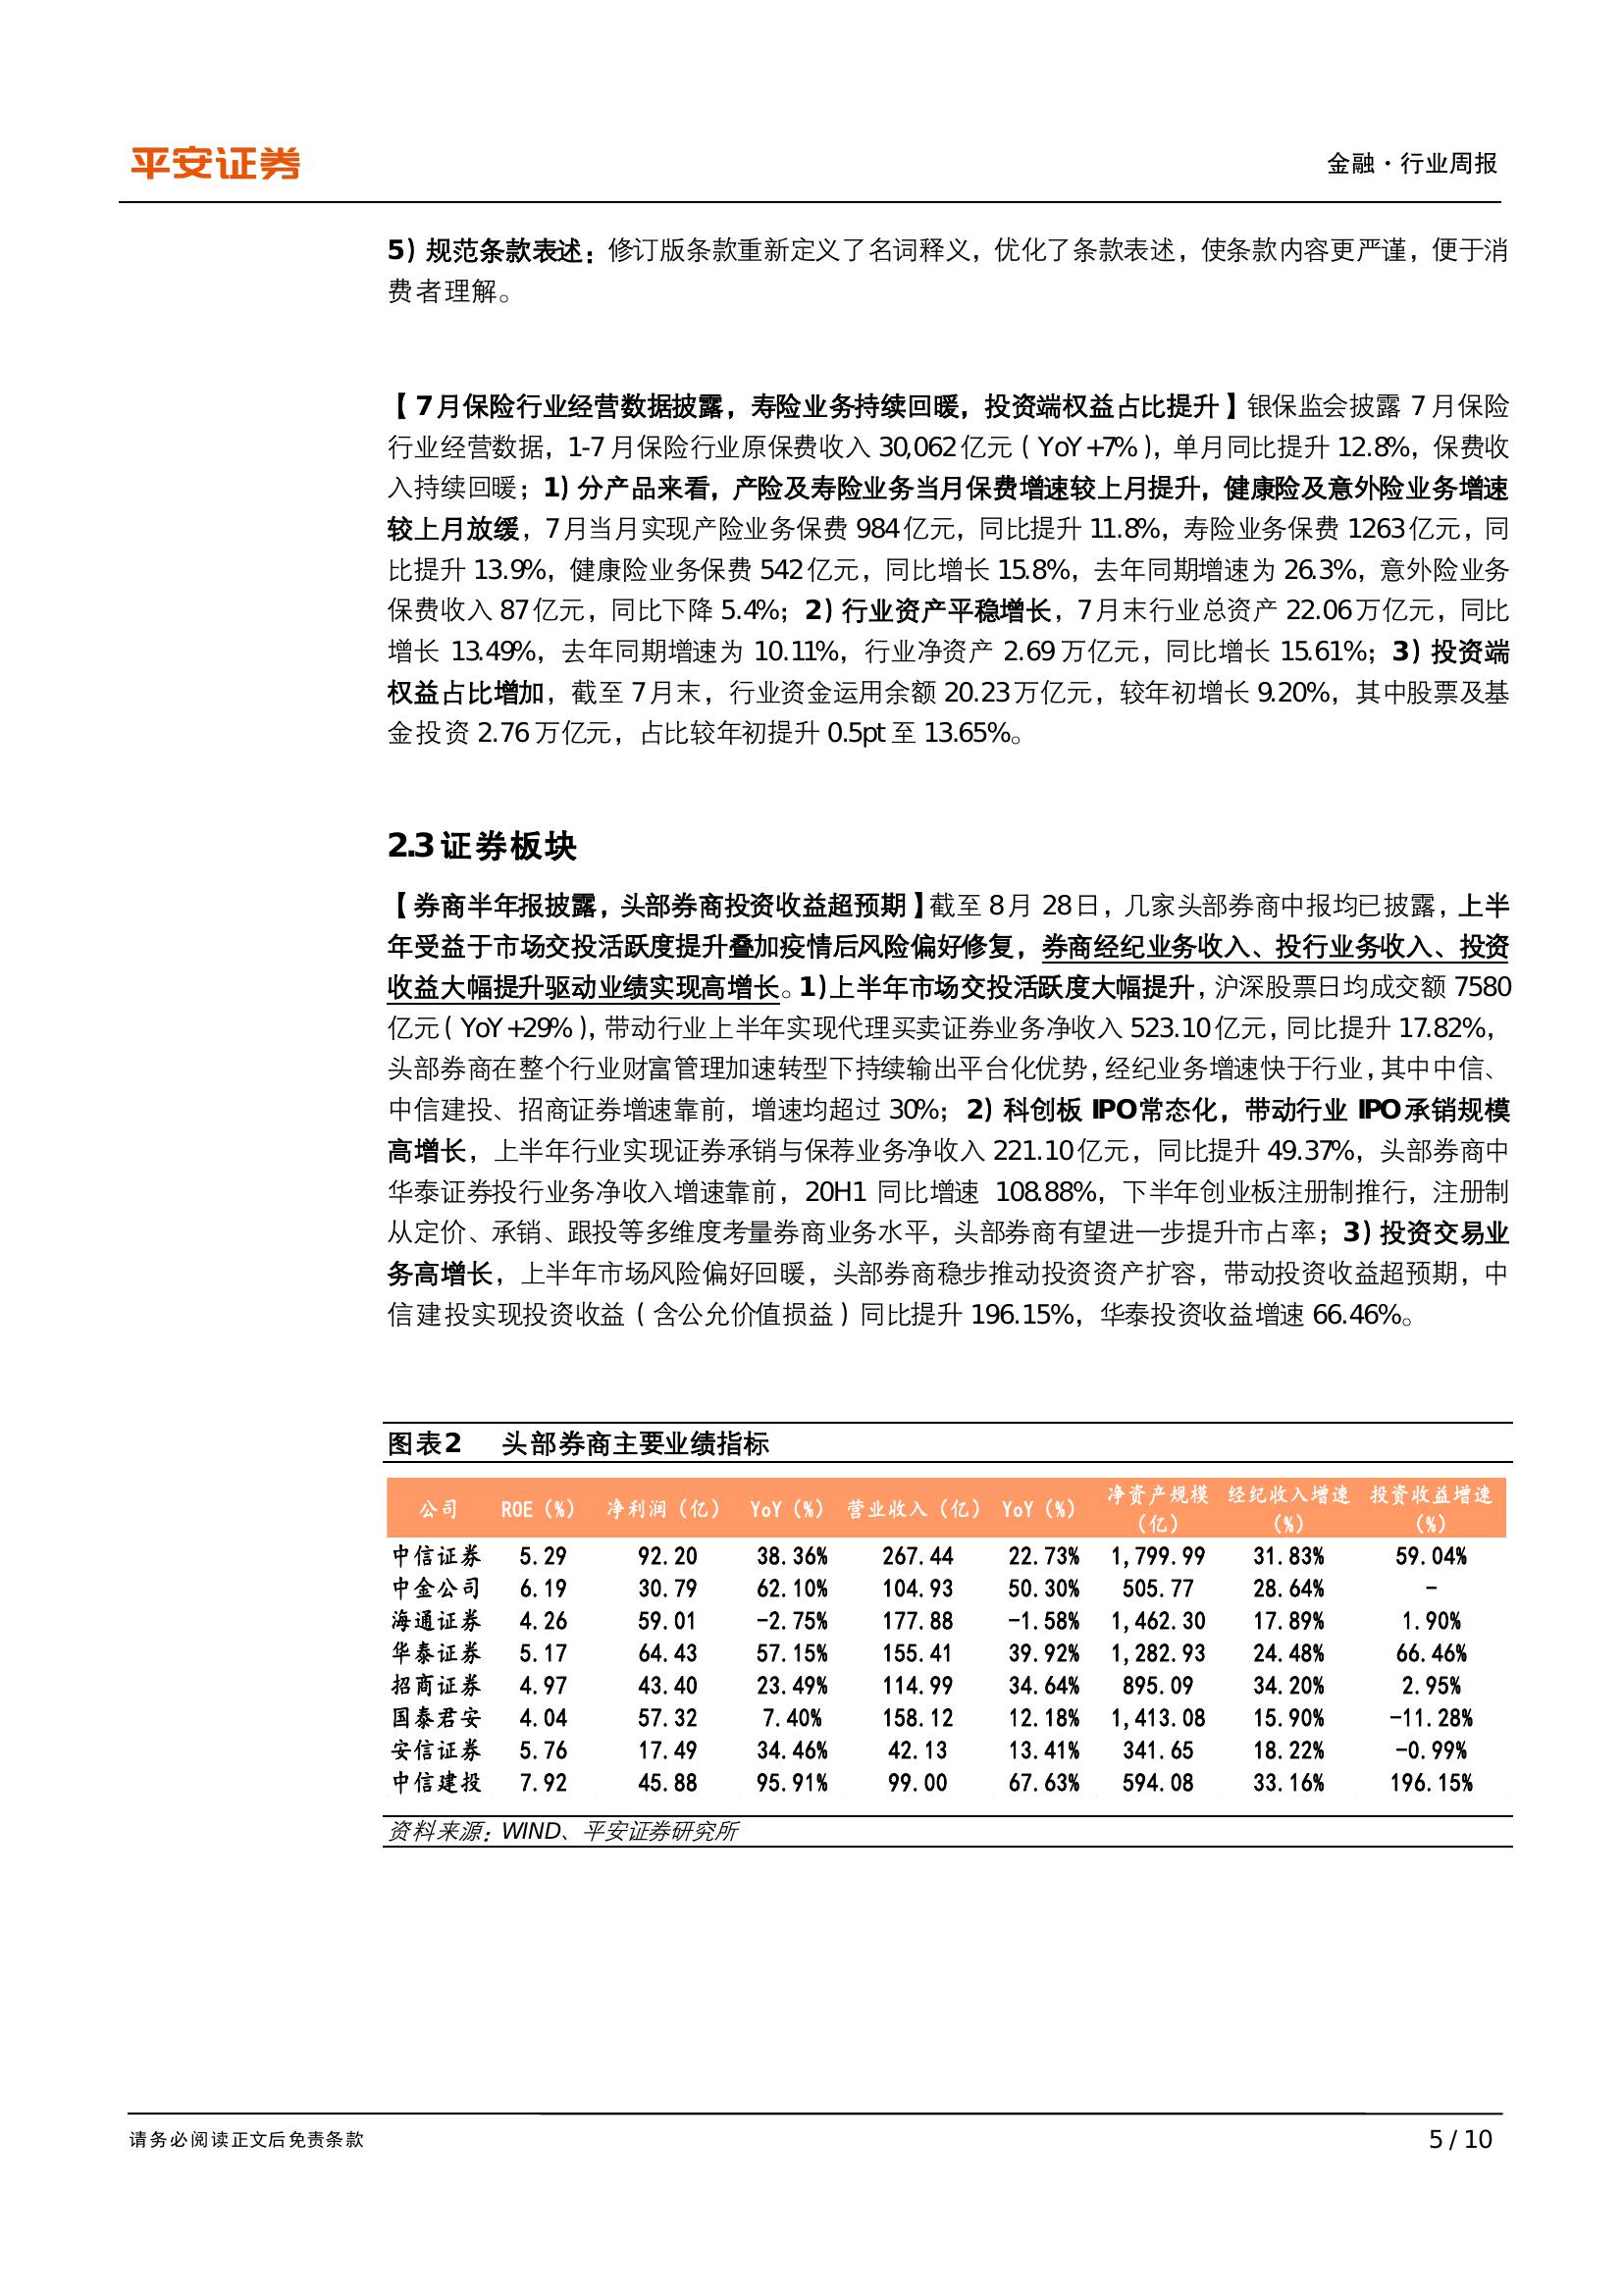 平安证券
金融·行业周报
5）规范条款表述：修订版条款重新定义了名词释义，优化了条款表述，使条款内容更严谨，便于消
费者理解。
【7月保险行业经营数据披露，寿险业务持续回暖，投资端权益占比提升】银保监会披露 7 月保险
行业经营数据，1-7 月保险行业原保费收入 30,062 亿元（YoY+7%），单月同比提升 12.8%，保费收
入持续回暖；1）分产品来看，产险及寿险业务当月保费增速较上月提升，健康险及意外险业务增速
较上月放缓，7 月当月实现产险业务保费 984 亿元，同比提升 11.8%，寿险业务保费 1263 亿元，同
比提升 13.9%，健康险业务保费 542 亿元，同比增长 15.8%，去年同期增速为 26.3%，意外险业务
保费收入 87 亿元，同比下降 5.4%；2）行业资产平稳增长，7 月末行业总资产 22.06 万亿元，同比
增长 13.49%，去年同期增速为 10.11%，行业净资产 2.69 万亿元，同比增长 15.61%；3）投资端
权益占比增加，截至 7 月末，行业资金运用余额 20.23 万亿元，较年初增长 9.20%，其中股票及基
金投资 2.76 万亿元，占比较年初提升 0.5pt 至 13.65%。
2.3 证券板块
【券商半年报披露，头部券商投资收益超预期】截至 8 月 28 日，几家头部券商中报均已披露，上半
年受益于市场交投活跃度提升叠加疫情后风险偏好修复，券商经纪业务收入、投行业务收入、投资
收益大幅提升驱动业绩实现高增长。1）上半年市场交投活跃度大幅提升，沪深股票日均成交额 7580
亿元（YoY+29%），带动行业上半年实现代理买卖证券业务净收入 523.10 亿元，同比提升 17.82%，
头部券商在整个行业财富管理加速转型下持续输出平台化优势，经纪业务增速快于行业，其中中信、
中信建投、招商证券增速靠前，增速均超过 30%；2）科创板 IPO 常态化，带动行业 IPO 承销规模
高增长，上半年行业实现证券承销与保荐业务净收入 221.10 亿元，同比提升 49.37%，头部券商中
华泰证券投行业务净收入增速靠前，20H1 同比增速 108.88%，下半年创业板注册制推行，注册制
从定价、承销、跟投等多维度考量券商业务水平，头部券商有望进一步提升市占率；3）投资交易业
务高增长，上半年市场风险偏好回暖，头部券商稳步推动投资资产扩容，带动投资收益超预期，中
信建投实现投资收益（含公允价值损益）同比提升 196.15%，华泰投资收益增速 66.46%。
图表2 头部券商主要业绩指标
公司 ROE（%） 净利润（亿） YoY（%） 营业收入（亿） YoY（%） 净资产规模（亿） 经纪收入增速（%） 投资收益增速（%）
中信证券 5.29 92.20 38.36% 267.44 22.73% 1,799.99 31.83% 59.04%
中金公司 6.19 30.79 62.10% 104.93 50.30% 505.77 28.64% -
海通证券 4.26 59.01 -2.75% 177.88 -1.58% 1,462.30 17.89% 1.90%
华泰证券 5.17 64.43 57.15% 155.41 39.92% 1,282.93 24.48% 66.46%
招商证券 4.97 43.40 23.49% 114.99 34.64% 895.09 34.20% 2.95%
国泰君安 4.04 57.32 7.40% 158.12 12.18% 1,413.08 15.90% -11.28%
安信证券 5.76 17.49 34.46% 42.13 13.41% 341.65 18.22% -0.99%
中信建投 7.92 45.88 95.91% 99.00 67.63% 594.08 33.16% 196.15%
资料来源：WIND、平安证券研究所
请务必阅读正文后免责条款
5 / 10